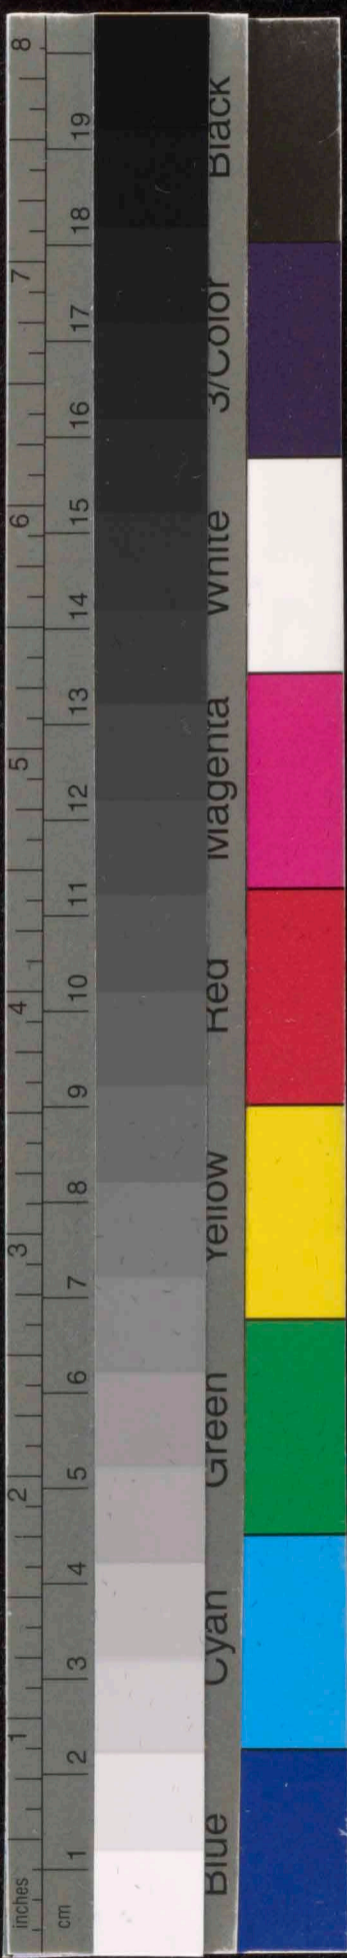 inches 1 2 3 4 5 6 7 8
cm 1 2 3 4 5 6 7 8 9 10 11 12 13 14 15 16 17 18 19
Blue Cyan Green Yellow Red Magenta White 3/Color Black